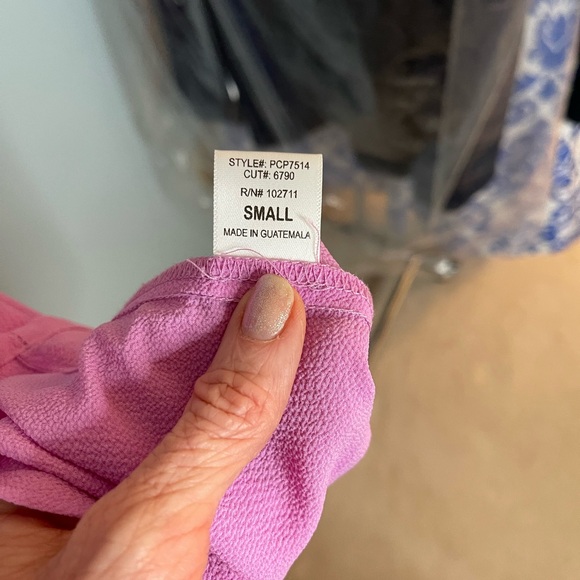 STYLE#: PCP7514
CUT#: 6790
R/N# 102711
SMALL
MADE IN GUATEMALA